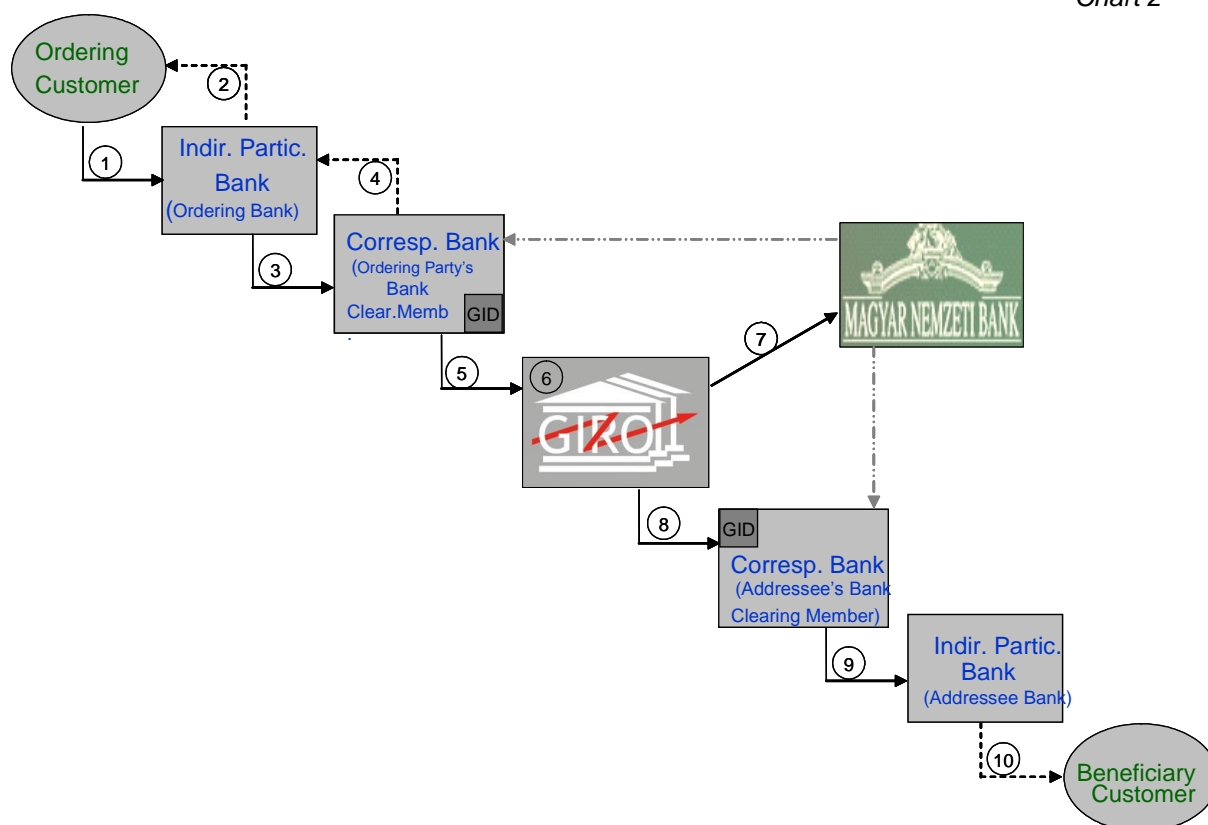 Chart 2
Ordering
Customer
2
1
Indir. Partic.
Bank
(Ordering Bank)
4
3
Corresp. Bank
(Ordering Party's
Bank
Clear.Memb
.
GID
MAGYAR NEMZETI BANK
7
5
6
GIRO
8
GID
Corresp. Bank
(Addressee's Bank
Clearing Member)
9
Indir. Partic.
Bank
(Addressee Bank)
10
Beneficiary
Customer